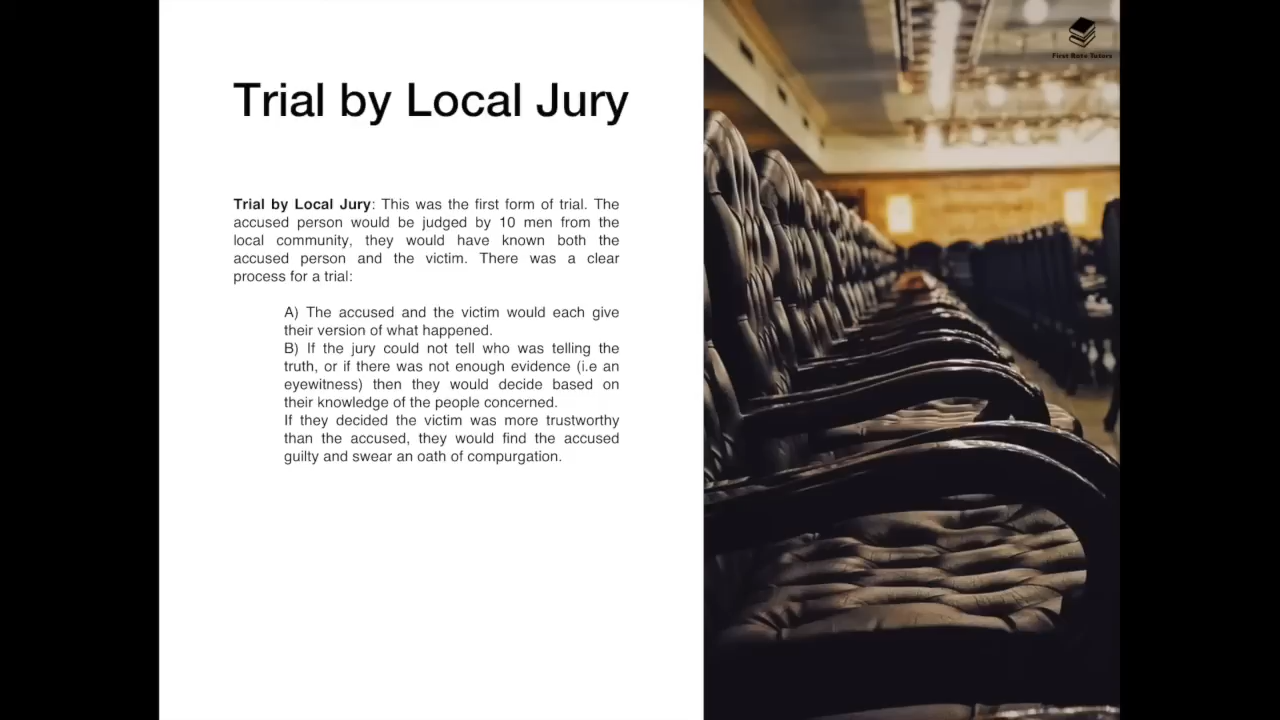 First Rate Tutors
Trial by Local Jury
Trial by Local Jury: This was the first form of trial. The
accused person would be judged by 10 men from the
local community, they would have known both the
accused person and the victim. There was a clear
process for a trial:
A) The accused and the victim would each give
their version of what happened.
B) If the jury could not tell who was telling the
truth, or if there was not enough evidence (i.e an
eyewitness) then they would decide based on
their knowledge of the people concerned.
If they decided the victim was more trustworthy
than the accused, they would find the accused
guilty and swear an oath of compurgation.